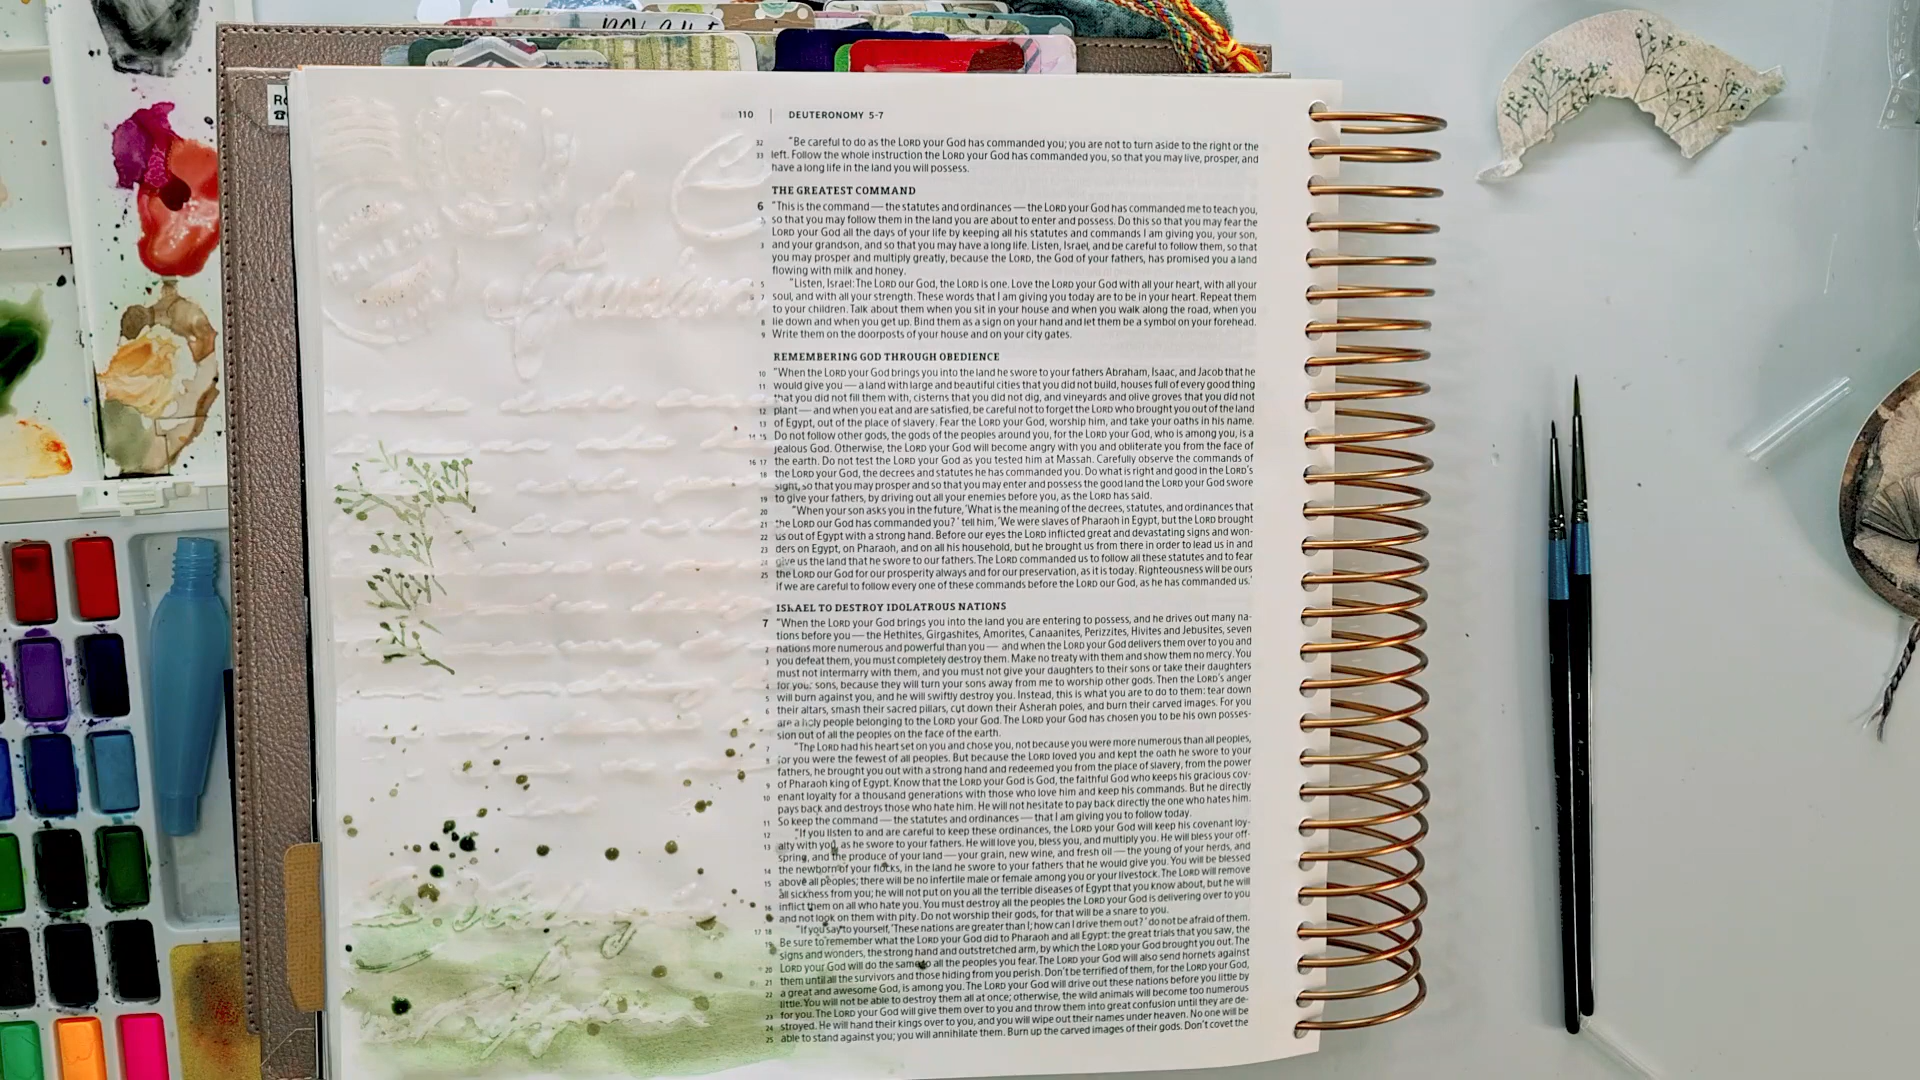 110 | DEUTERONOMY 5-7
32 "Be careful to do as the LORD your God has commanded you; you are not to turn aside to the right or the
33 left. Follow the whole instruction the LORD your God has commanded you, so that you may live, prosper, and
have a long life in the land you will possess.
THE GREATEST COMMAND
6 "This is the command — the statutes and ordinances — the LORD your God has commanded me to teach you,
so that you may follow them in the land you are about to enter and possess. Do this so that you may fear the
LORD your God all the days of your life by keeping all his statutes and commands I am giving you, your son,
3 and your grandson, and so that you may have a long life. Listen, Israel, and be careful to follow them, so that
you may prosper and multiply greatly, because the LORD, the God of your fathers, has promised you a land
flowing with milk and honey.
4 5 "Listen, Israel: The LORD our God, the LORD is one. Love the LORD your God with all your heart, with all your
6 7 soul, and with all your strength. These words that I am giving you today are to be in your heart. Repeat them
to your children. Talk about them when you sit in your house and when you walk along the road, when you
8 lie down and when you get up. Bind them as a sign on your hand and let them be a symbol on your forehead.
9 Write them on the doorposts of your house and on your city gates.
REMEMBERING GOD THROUGH OBEDIENCE
10 "When the LORD your God brings you into the land he swore to your fathers Abraham, Isaac, and Jacob that he
11 would give you — a land with large and beautiful cities that you did not build, houses full of every good thing
that you did not fill them with, cisterns that you did not dig, and vineyards and olive groves that you did not
12 plant — and when you eat and are satisfied, be careful not to forget the LORD who brought you out of the land
13 of Egypt, out of the place of slavery. Fear the LORD your God, worship him, and take your oaths in his name.
14 15 Do not follow other gods, the gods of the peoples around you, for the LORD your God, who is among you, is a
jealous God. Otherwise, the LORD your God will become angry with you and obliterate you from the face of
16 17 the earth. Do not test the LORD your God as you tested him at Massah. Carefully observe the commands of
18 the LORD your God, the decrees and statutes he has commanded you. Do what is right and good in the LORD's
sight, so that you may prosper and so that you may enter and possess the good land the LORD your God swore
19 to give your fathers, by driving out all your enemies before you, as the LORD has said.
20 "When your son asks you in the future, 'What is the meaning of the decrees, statutes, and ordinances that
21 the LORD our God has commanded you?' tell him, 'We were slaves of Pharaoh in Egypt, but the LORD brought
22 us out of Egypt with a strong hand. Before our eyes the LORD inflicted great and devastating signs and won-
23 ders on Egypt, on Pharaoh, and on all his household, but he brought us from there in order to lead us in and
24 give us the land that he swore to our fathers. The LORD commanded us to follow all these statutes and to fear
25 the LORD our God for our prosperity always and for our preservation, as it is today. Righteousness will be ours
if we are careful to follow every one of these commands before the LORD our God, as he has commanded us.'
ISRAEL TO DESTROY IDOLATROUS NATIONS
7 "When the LORD your God brings you into the land you are entering to possess, and he drives out many na-
tions before you — the Hethites, Girgashites, Amorites, Canaanites, Perizzites, Hivites and Jebusites, seven
2 nations more numerous and powerful than you — and when the LORD your God delivers them over to you and
3 you defeat them, you must completely destroy them. Make no treaty with them and show them no mercy. You
must not intermarry with them, and you must not give your daughters to their sons or take their daughters
4 for your sons, because they will turn your sons away from me to worship other gods. Then the LORD's anger
5 will burn against you, and he will swiftly destroy you. Instead, this is what you are to do to them: tear down
6 their altars, smash their sacred pillars, cut down their Asherah poles, and burn their carved images. For you
are a holy people belonging to the LORD your God. The LORD your God has chosen you to be his own posses-
sion out of all the peoples on the face of the earth.
7 "The LORD had his heart set on you and chose you, not because you were more numerous than all peoples,
8 for you were the fewest of all peoples. But because the LORD loved you and kept the oath he swore to your
fathers, he brought you out with a strong hand and redeemed you from the place of slavery, from the power
9 of Pharaoh king of Egypt. Know that the LORD your God is God, the faithful God who keeps his gracious cov-
10 enant loyalty for a thousand generations with those who love him and keep his commands. But he directly
pays back and destroys those who hate him. He will not hesitate to pay back directly the one who hates him.
11 So keep the command — the statutes and ordinances — that I am giving you to follow today.
12 "If you listen to and are careful to keep these ordinances, the LORD your God will keep his covenant loy-
13 alty with you, as he swore to your fathers. He will love you, bless you, and multiply you. He will bless your off-
spring, and the produce of your land — your grain, new wine, and fresh oil — the young of your herds, and
14 the newborn of your flocks, in the land he swore to your fathers that he would give you. You will be blessed
15 above all peoples; there will be no infertile male or female among you or your livestock. The LORD will remove
all sickness from you; he will not put on you all the terrible diseases of Egypt that you know about, but he will
16 inflict them on all who hate you. You must destroy all the peoples the LORD your God is delivering over to you
and not look on them with pity. Do not worship their gods, for that will be a snare to you.
17 18 "If you say to yourself, 'These nations are greater than I; how can I drive them out?' do not be afraid of them.
19 Be sure to remember what the LORD your God did to Pharaoh and all Egypt: the great trials that you saw, the
signs and wonders, the strong hand and outstretched arm, by which the LORD your God brought you out. The
20 LORD your God will do the same to all the peoples you fear. The LORD your God will also send hornets against
21 them until all the survivors and those hiding from you perish. Don't be terrified of them, for the LORD your God,
22 a great and awesome God, is among you. The LORD your God will drive out these nations before you little by
little. You will not be able to destroy them all at once; otherwise, the wild animals will become too numerous
23 for you. The LORD your God will give them over to you and throw them into great confusion until they are de-
24 stroyed. He will hand their kings over to you, and you will wipe out their names under heaven. No one will be
25 able to stand against you; you will annihilate them. Burn up the carved images of their gods. Don't covet the